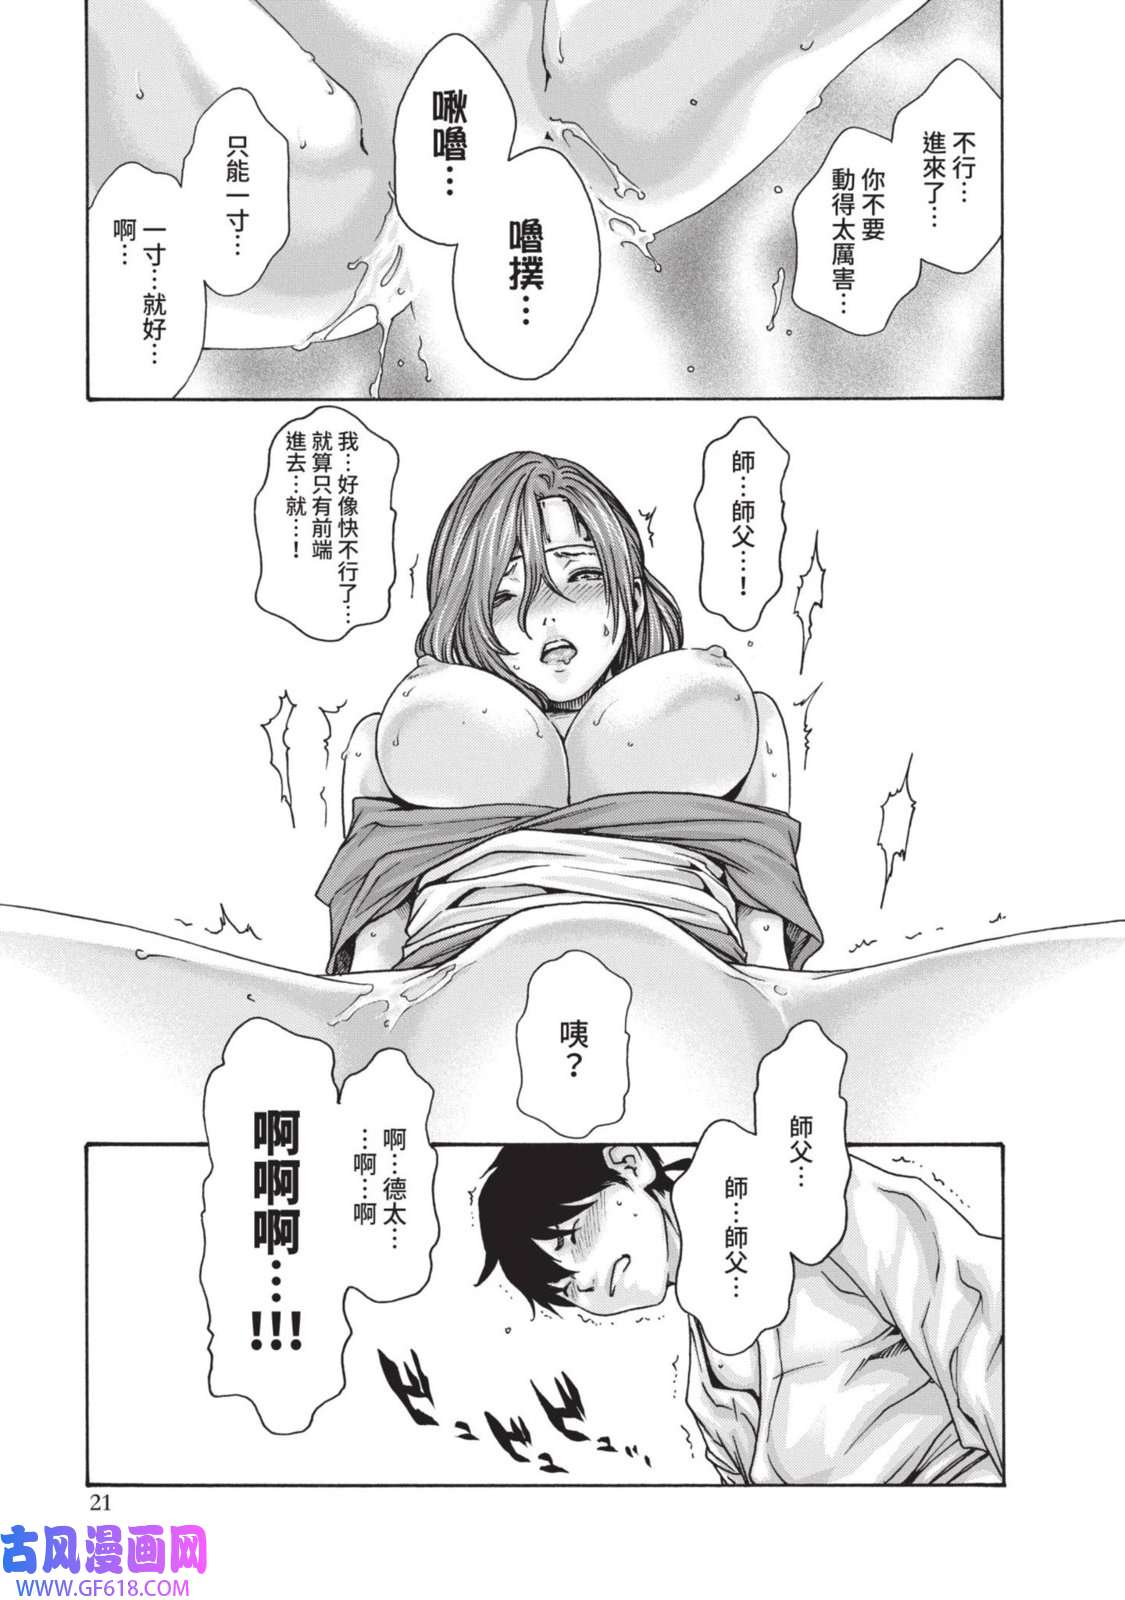 不行…
進來了…
你不要
動得太厲害…
啾嚕…
嚕撲…
只能一寸…
一寸…就好…
啊…
師…師父…！
我…好像快不行了…
就算只有前端
進去…就…！
咦？
師父…
師…師父…
啊…德太…
…啊…啊
啊啊啊…!!!
21
古风漫画网
WWW.GF618.COM